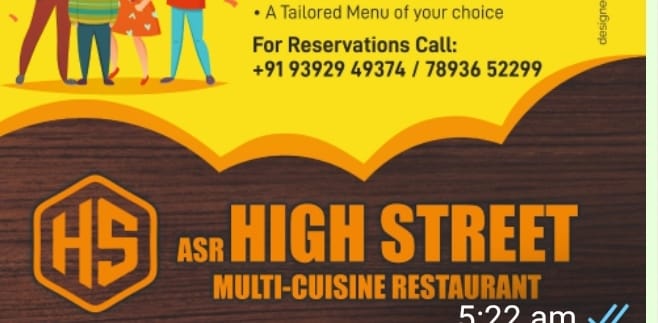 • A Tailored Menu of your choice
For Reservations Call:
+91 93929 49374 / 78936 52299
designe
HS
ASR HIGH STREET
MULTI-CUISINE RESTAURANT
5:22 am